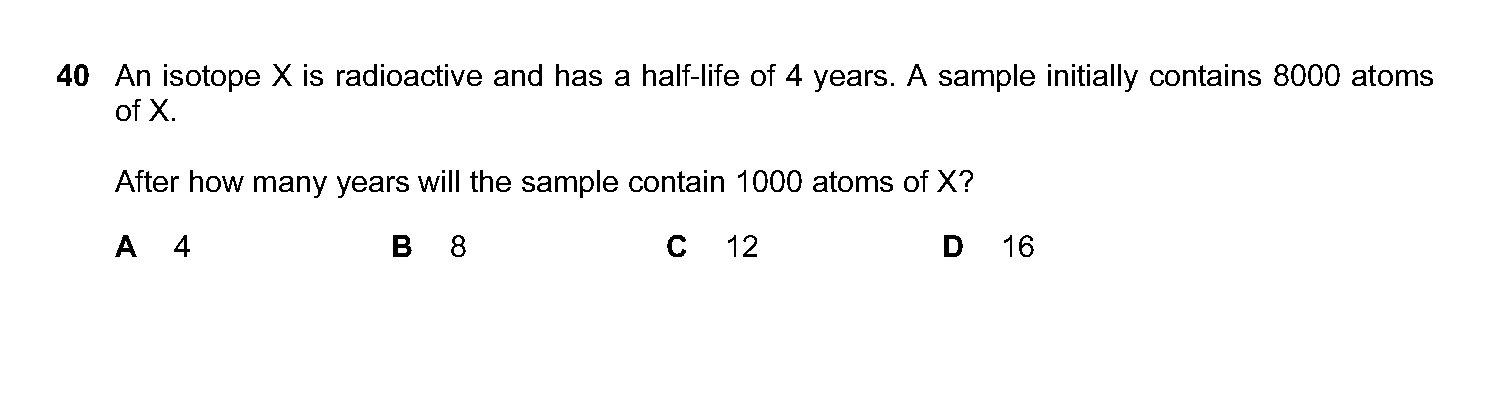 40 An isotope X is radioactive and has a half-life of 4 years. A sample initially contains 8000 atoms
of X.
After how many years will the sample contain 1000 atoms of X?
A 4 B 8 C 12 D 16